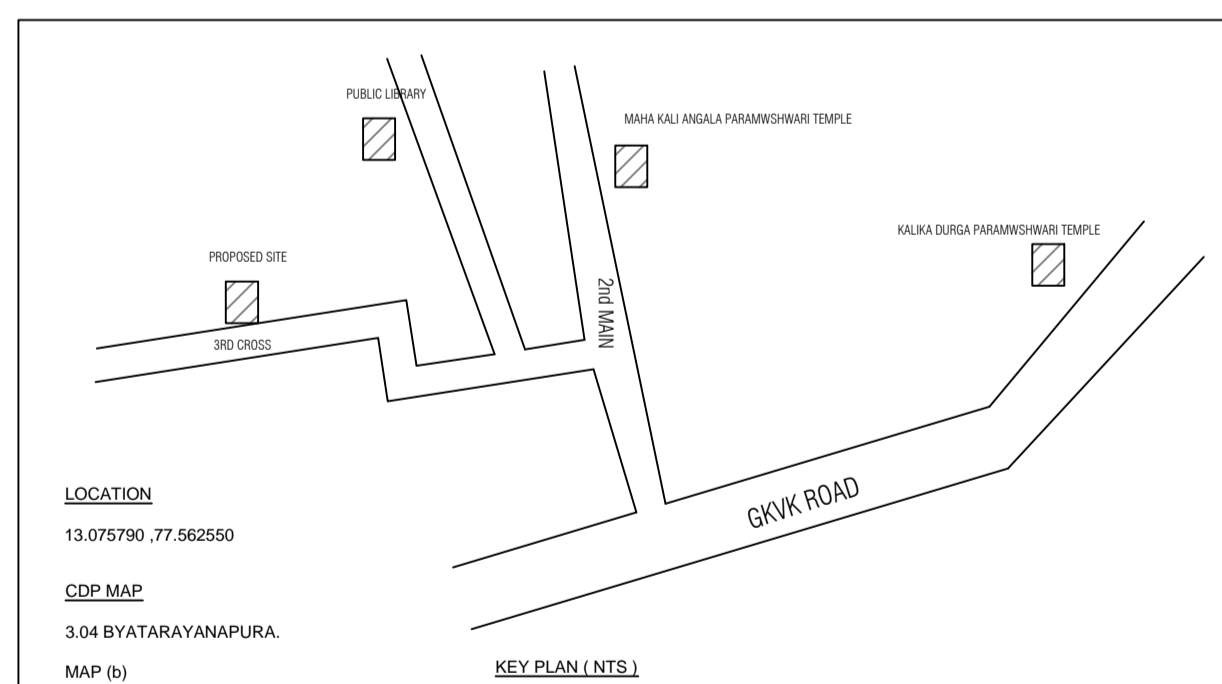 PUBLIC LIBRARY
MAHA KALI ANGALA PARAMWSHWARI TEMPLE
KALIKA DURGA PARAMWSHWARI TEMPLE
PROPOSED SITE
2nd MAIN
3RD CROSS
GKVK ROAD
LOCATION
13.075790 ,77.562550
CDP MAP
3.04 BYATARAYANAPURA.
MAP (b)
KEY PLAN ( NTS )